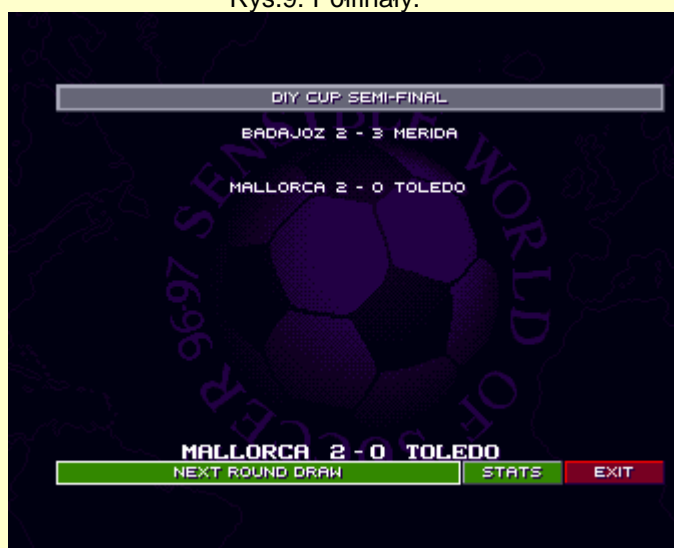 Rys.9. Półfinały.
DIY CUP SEMI-FINAL
BADAJOZ 2 - 3 MERIDA
MALLORCA 2 - 0 TOLEDO
SENSIBLE WORLD OF SOCCER 96-97
MALLORCA 2 - 0 TOLEDO
NEXT ROUND DRAW STATS EXIT